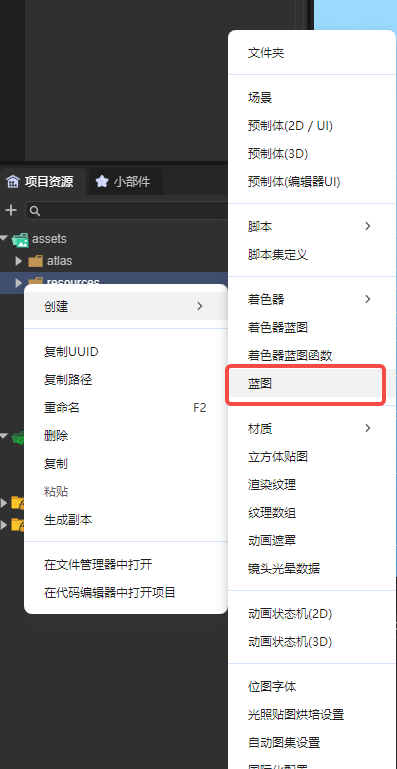 项目资源
小部件
assets
atlas
resources
创建
复制UUID
复制路径
重命名 F2
删除
复制
粘贴
生成副本
在文件管理器中打开
在代码编辑器中打开项目
文件夹
场景
预制体(2D / UI)
预制体(3D)
预制体(编辑器UI)
脚本
脚本集定义
着色器
着色器蓝图
着色器蓝图函数
蓝图
材质
立方体贴图
渲染纹理
纹理数组
动画遮罩
镜头光晕数据
动画状态机(2D)
动画状态机(3D)
位图字体
光照贴图烘培设置
自动图集设置
国际化配置